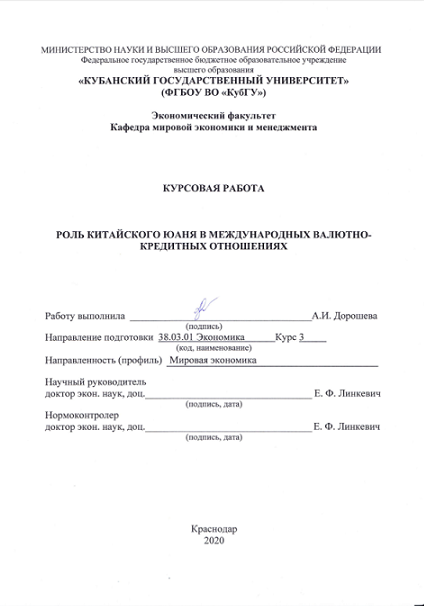 МИНИСТЕРСТВО НАУКИ И ВЫСШЕГО ОБРАЗОВАНИЯ РОССИЙСКОЙ ФЕДЕРАЦИИ
Федеральное государственное бюджетное образовательное учреждение
высшего образования
«КУБАНСКИЙ ГОСУДАРСТВЕННЫЙ УНИВЕРСИТЕТ»
(ФГБОУ ВО «КубГУ»)
Экономический факультет
Кафедра мировой экономики и менеджмента
КУРСОВАЯ РАБОТА
РОЛЬ КИТАЙСКОГО ЮАНЯ В МЕЖДУНАРОДНЫХ ВАЛЮТНО-
КРЕДИТНЫХ ОТНОШЕНИЯХ
Работу выполнила А.И. Дорошева
(подпись)
Направление подготовки 38.03.01 Экономика Курс 3
(код, наименование)
Направленность (профиль) Мировая экономика
Научный руководитель
доктор экон. наук, доц. Е. Ф. Линкевич
(подпись, дата)
Нормоконтролер
доктор экон. наук, доц. Е. Ф. Линкевич
(подпись, дата)
Краснодар
2020